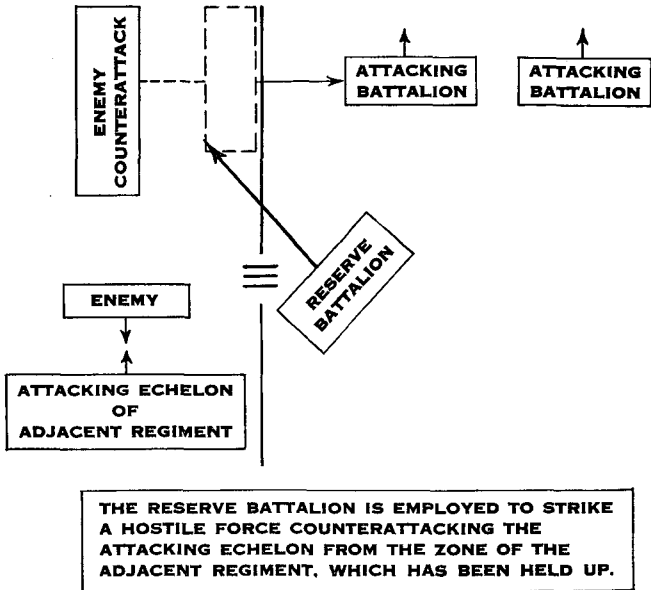 ENEMY
COUNTERATTACK
ATTACKING
BATTALION
ATTACKING
BATTALION
RESERVE
BATTALION
ENEMY
ATTACKING ECHELON
OF
ADJACENT REGIMENT
THE RESERVE BATTALION IS EMPLOYED TO STRIKE
A HOSTILE FORCE COUNTERATTACKING THE
ATTACKING ECHELON FROM THE ZONE OF THE
ADJACENT REGIMENT, WHICH HAS BEEN HELD UP.